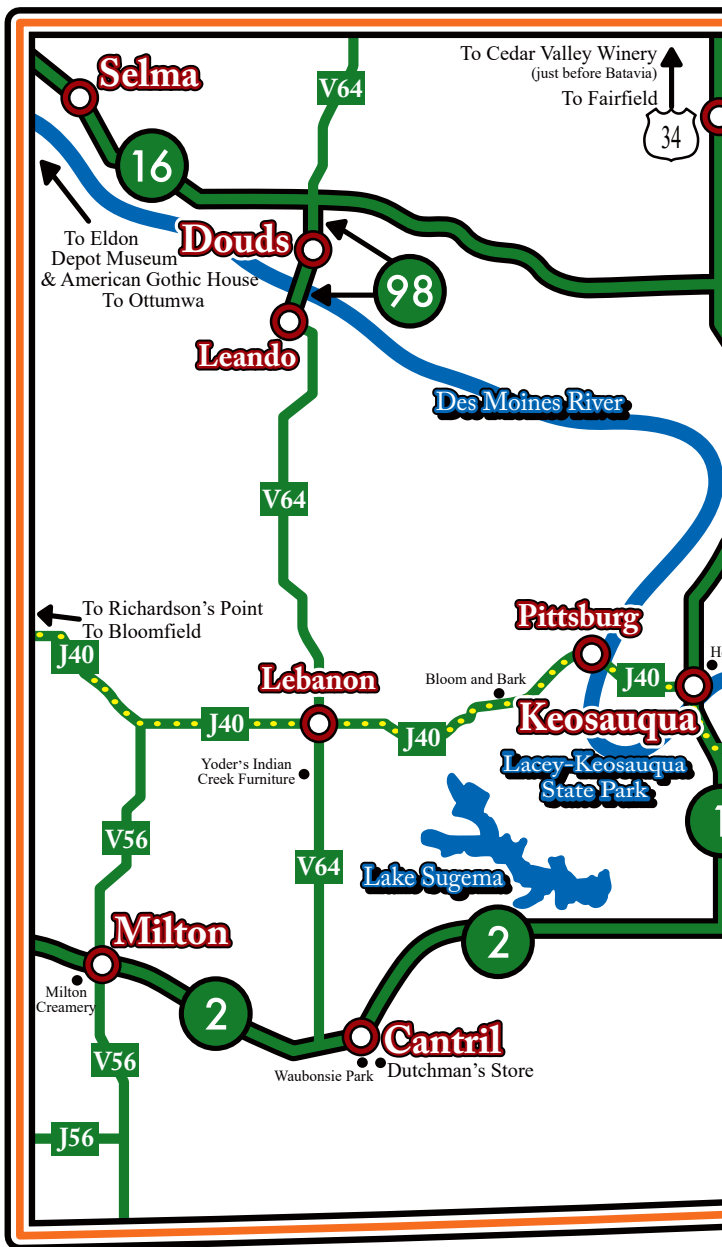 To Cedar Valley Winery
(just before Batavia)
To Fairfield
34
Selma
V64
16
To Eldon
Depot Museum
& American Gothic House
To Ottumwa
Douds
98
Leando
Des Moines River
V64
To Richardson's Point
To Bloomfield
J40
Pittsburg
Lebanon
Bloom and Bark
J40
H
Keosauqua
J40
J40
Yoder's Indian
Creek Furniture
Lacey-Keosauqua
State Park
V56
V64
Lake Sugema
1
Milton
2
Milton
Creamery
2
Cantril
V56
Waubonsie Park
Dutchman's Store
J56